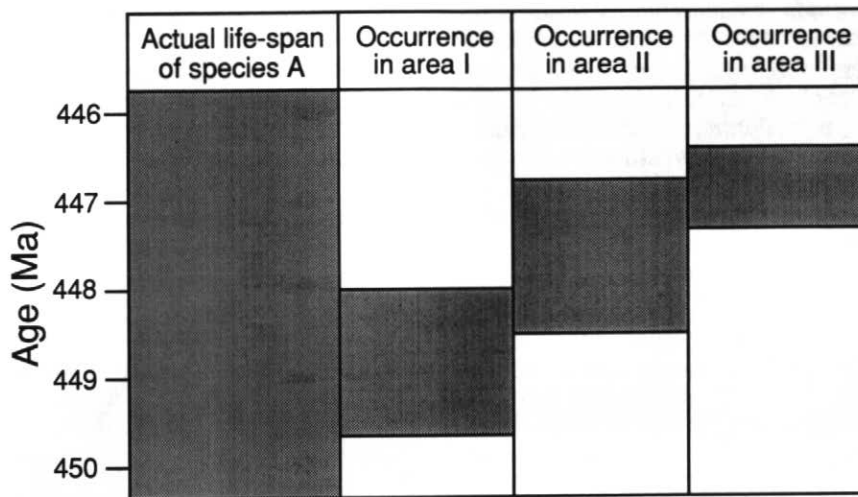 Actual life-span
of species A
Occurrence
in area I
Occurrence
in area II
Occurrence
in area III
Age (Ma)
446
447
448
449
450